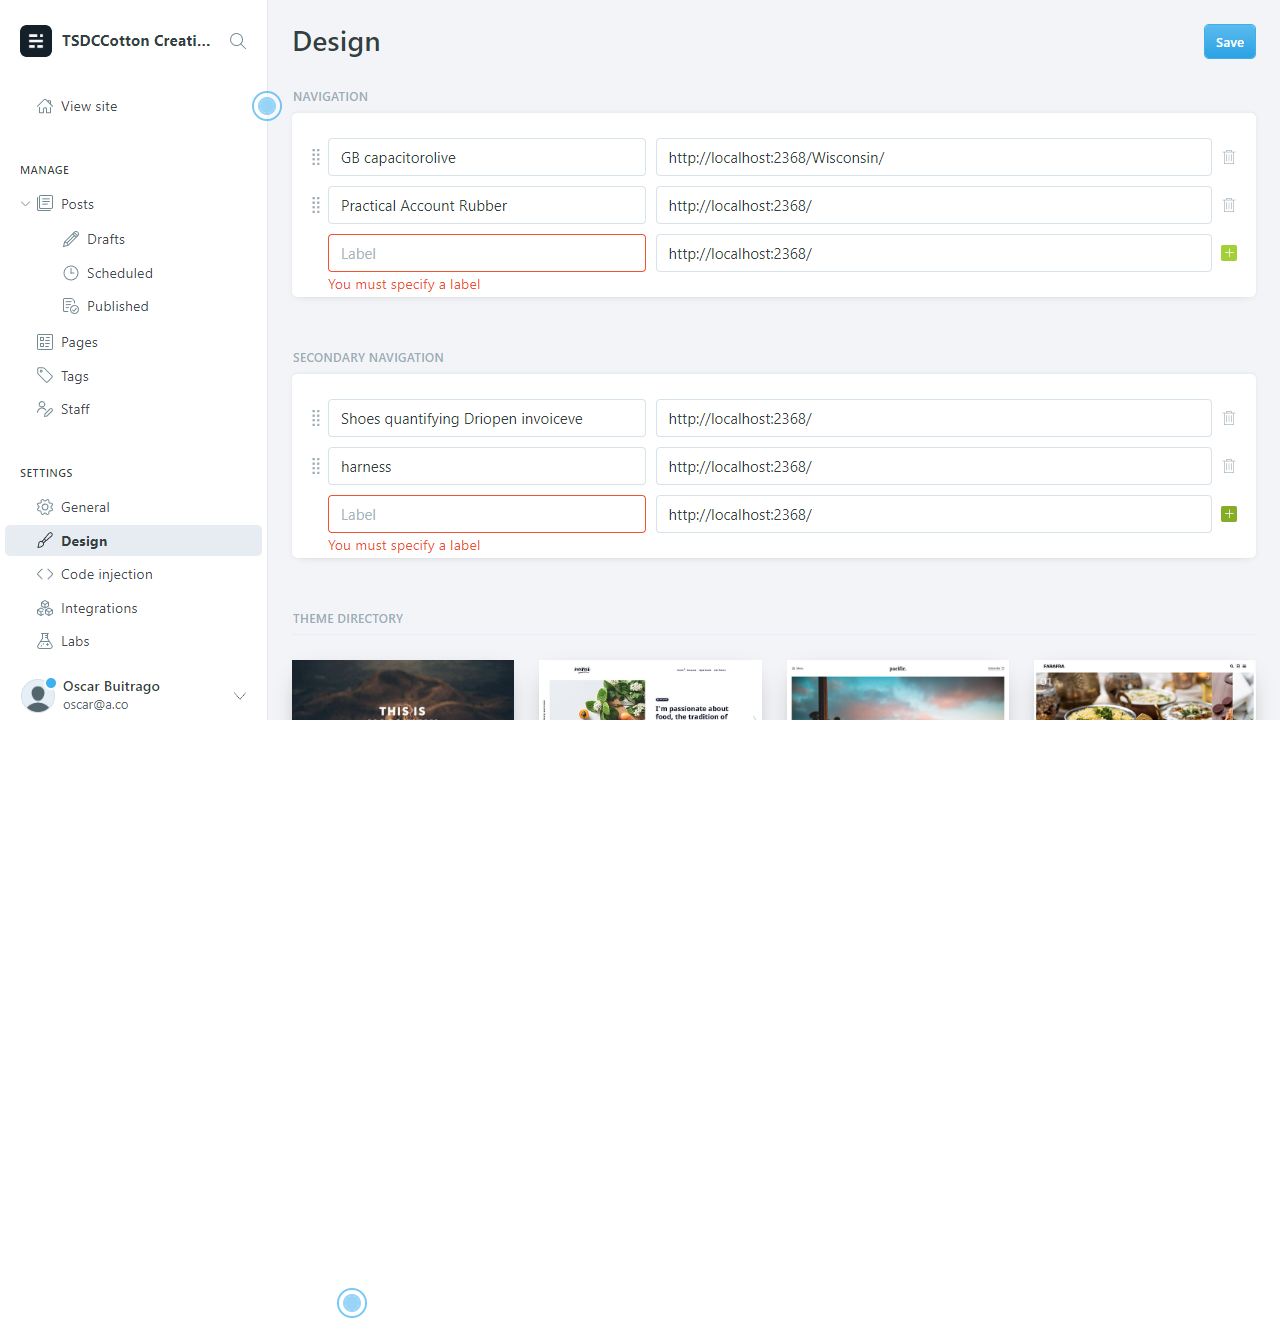 TSDCCotton Creati...
View site
MANAGE
Posts
Drafts
Scheduled
Published
Pages
Tags
Staff
SETTINGS
General
Design
Code injection
Integrations
Labs
Oscar Buitrago
oscar@a.co
Design
Save
NAVIGATION
GB capacitorolive
http://localhost:2368/Wisconsin/
Practical Account Rubber
http://localhost:2368/
Label
http://localhost:2368/
You must specify a label
SECONDARY NAVIGATION
Shoes quantifying Driopen invoiceve
http://localhost:2368/
harness
http://localhost:2368/
Label
http://localhost:2368/
You must specify a label
THEME DIRECTORY
THIS IS
I'm passionate about
food, the tradition of
pacific.
FARAFRA
01